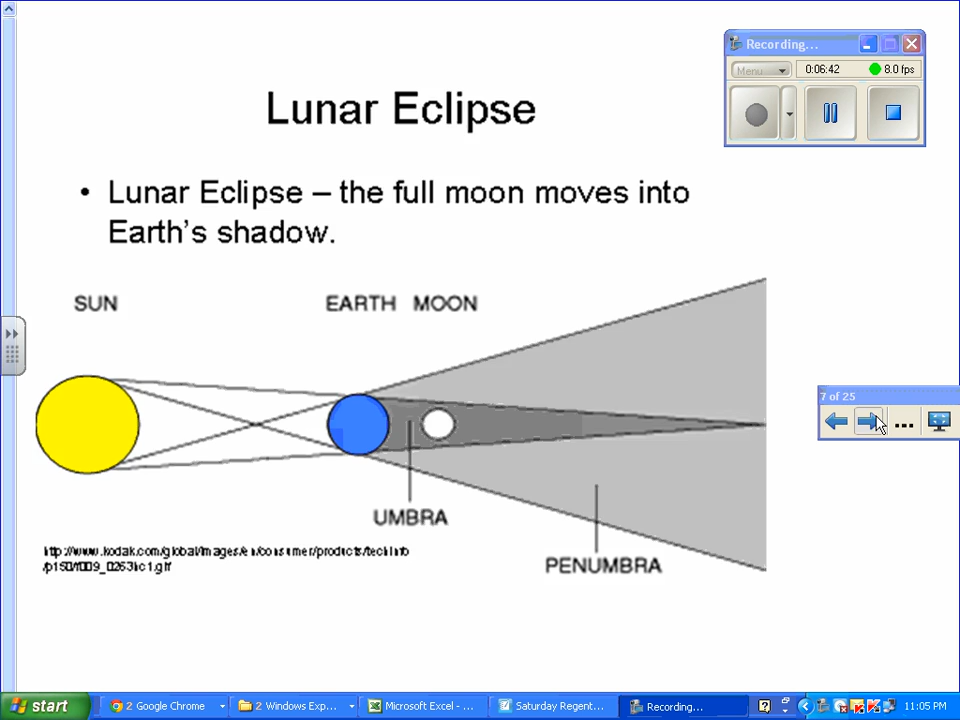 Recording...
Menu
0:06:42
8.0 fps
Lunar Eclipse
• Lunar Eclipse – the full moon moves into
Earth's shadow.
SUN
EARTH
MOON
7 of 25
UMBRA
PENUMBRA
start
2 Google Chrome
2 Windows Exp...
Microsoft Excel - ...
Saturday Regent...
Recording...
11:05 PM